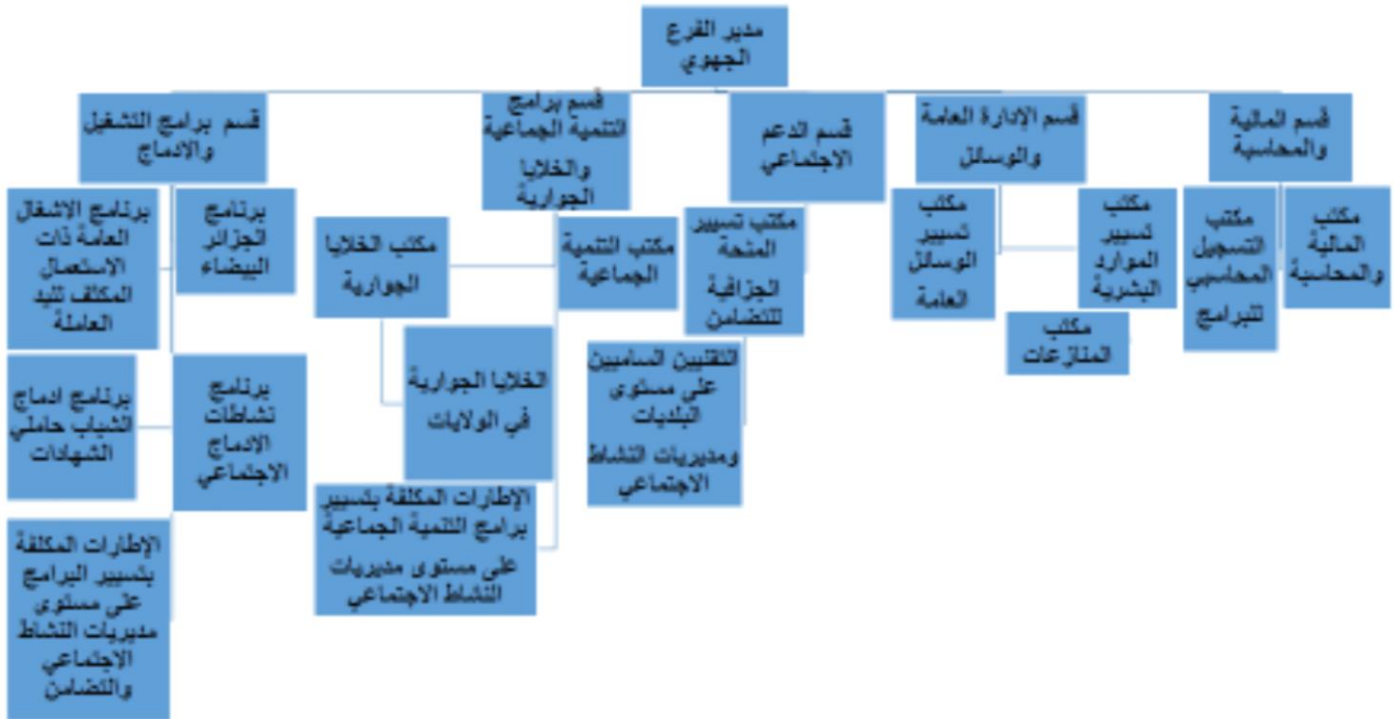 مدير الفرع
الجهوي
قسم المالية
والمحاسبة
قسم الإدارة العامة
والوسائل
قسم الدعم
الاجتماعي
قسم برامج
التنمية الجماعية
والخلايا
الجوارية
قسم برامج التشغيل
والإدماج
مكتب
المالية
والمحاسبة
مكتب
التسجيل
المحاسبي
للبرامج
مكتب
تسيير
الموارد
البشرية
مكتب
تسيير
الوسائل
العامة
مكتب
المنازعات
مكتب تسيير
المنحة
الجزافية
للتضامن
التقنيين الساميين
على مستوى
البلديات
ومديريات النشاط
الاجتماعي
مكتب التنمية
الجماعية
مكتب الخلايا
الجوارية
الخلايا الجوارية
في الولايات
الإطارات المكلفة بتسيير
برامج التنمية الجماعية
على مستوى مديريات
النشاط الاجتماعي
برنامج
الجزائر
البيضاء
برنامج الاشغال
العامة ذات
الاستعمال
المكثف لليد
العاملة
برنامج
نشاطات
الإدماج
الاجتماعي
برنامج ادماج
الشباب حاملي
الشهادات
الإطارات المكلفة
بتسيير البرامج
على مستوى
مديريات النشاط
الاجتماعي
والتضامن